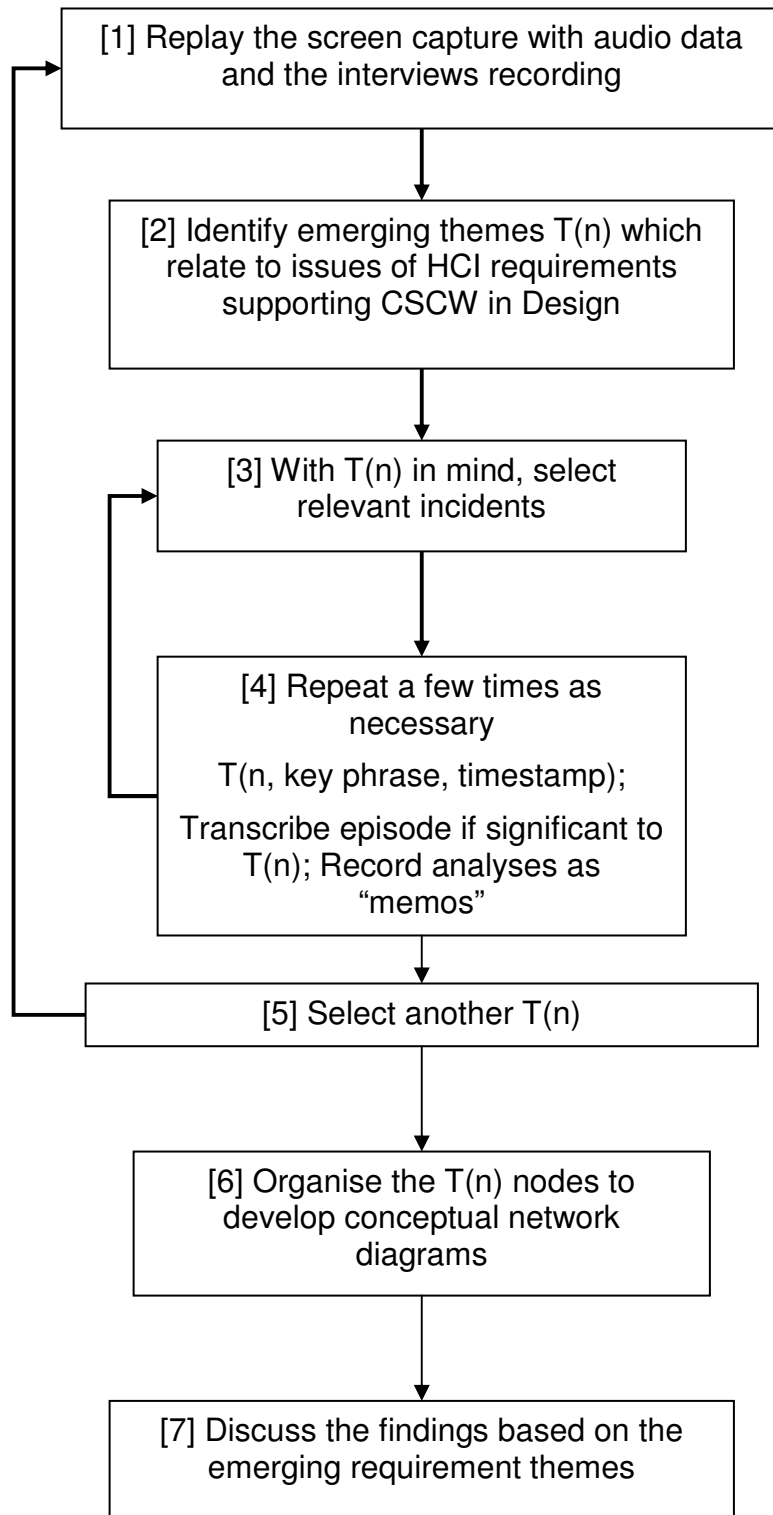 [1] Replay the screen capture with audio data
and the interviews recording
[2] Identify emerging themes T(n) which
relate to issues of HCI requirements
supporting CSCW in Design
[3] With T(n) in mind, select
relevant incidents
[4] Repeat a few times as
necessary
T(n, key phrase, timestamp);
Transcribe episode if significant to
T(n); Record analyses as
“memos”
[5] Select another T(n)
[6] Organise the T(n) nodes to
develop conceptual network
diagrams
[7] Discuss the findings based on the
emerging requirement themes